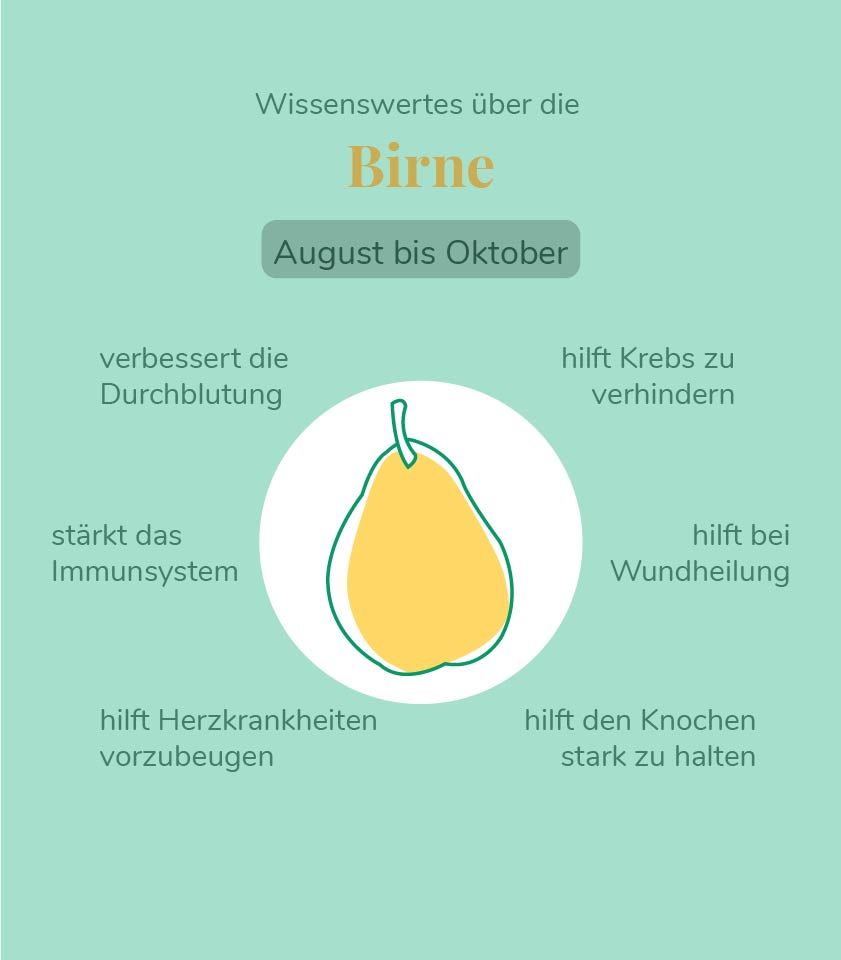 Wissenswertes über die
Birne
August bis Oktober
verbessert die
Durchblutung
hilft Krebs zu
verhindern
stärkt das
Immunsystem
hilft bei
Wundheilung
hilft Herzkrankheiten
vorzubeugen
hilft den Knochen
stark zu halten